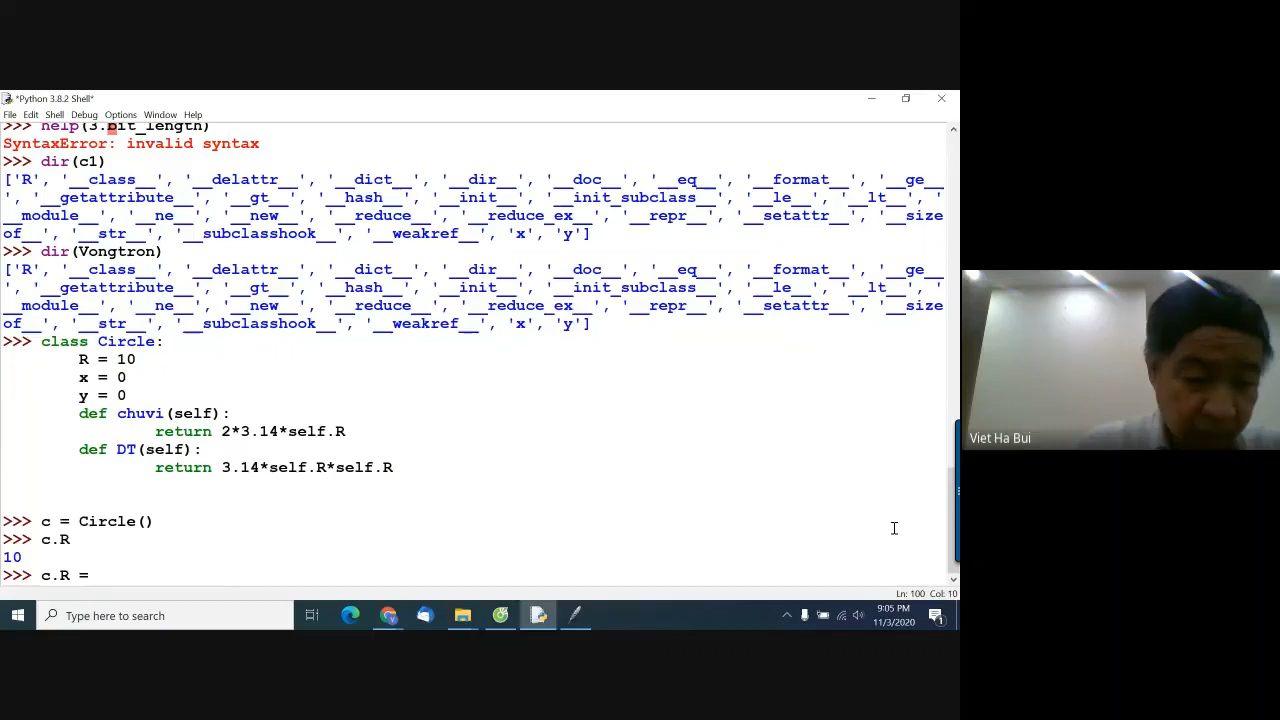 *Python 3.8.2 Shell*
File Edit Shell Debug Options Window Help
>>> help(3.bit_length)
SyntaxError: invalid syntax
>>> dir(c1)
['R', '__class__', '__delattr__', '__dict__', '__dir__', '__doc__', '__eq__', '__format__', '__ge__
', '__getattribute__', '__gt__', '__hash__', '__init__', '__init_subclass__', '__le__', '__lt__', '
__module__', '__ne__', '__new__', '__reduce__', '__reduce_ex__', '__repr__', '__setattr__', '__size
of__', '__str__', '__subclasshook__', '__weakref__', 'x', 'y']
>>> dir(Vongtron)
['R', '__class__', '__delattr__', '__dict__', '__dir__', '__doc__', '__eq__', '__format__', '__ge__
', '__getattribute__', '__gt__', '__hash__', '__init__', '__init_subclass__', '__le__', '__lt__', '
__module__', '__ne__', '__new__', '__reduce__', '__reduce_ex__', '__repr__', '__setattr__', '__size
of__', '__str__', '__subclasshook__', '__weakref__', 'x', 'y']
>>> class Circle:
R = 10
x = 0
y = 0
def chuvi(self):
return 2*3.14*self.R
def DT(self):
return 3.14*self.R*self.R
>>> c = Circle()
>>> c.R
10
>>> c.R =
Ln: 100 Col: 10
Type here to search
9:05 PM
11/3/2020
1
Viet Ha Bui